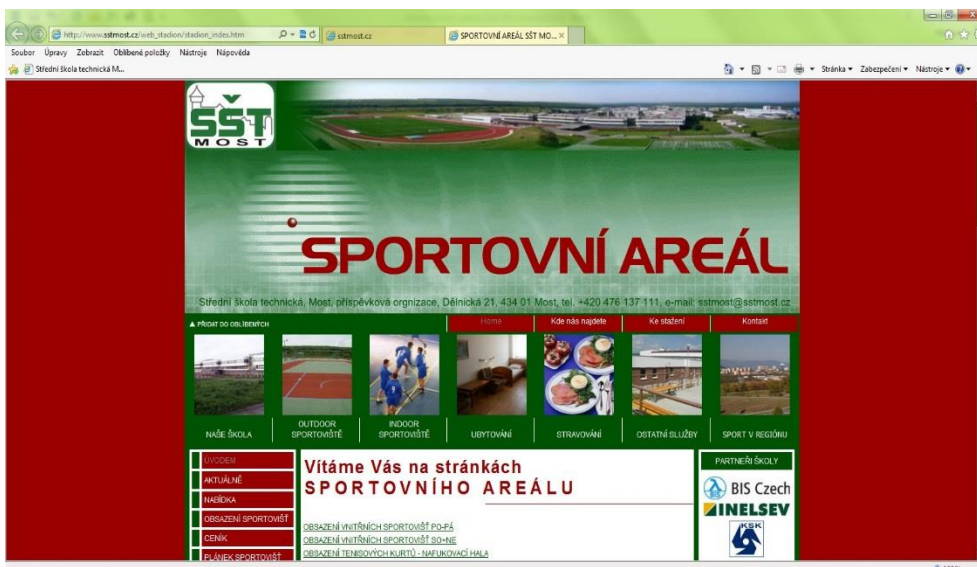 http://www.sstmost.cz/web_stadion/stadion_index.htm
sstmost.cz
SPORTOVNÍ AREÁL SŠT MO...
Soubor Úpravy Zobrazit Oblíbené položky Nástroje Nápověda
Střední škola technická M...
Stránka Zabezpečení Nástroje
SŠT
MOST
SPORTOVNÍ AREÁL
Střední škola technická, Most, příspěvková orgnizace, Dělnická 21, 434 01 Most, tel. +420 476 137 111, e-mail: sstmost@sstmost.cz
PŘIDAT DO OBLÍBENÝCH
Home Kde nás najdete Ke stažení Kontakt
NAŠE ŠKOLA
OUTDOOR SPORTOVIŠTĚ
INDOOR SPORTOVIŠTĚ
UBYTOVÁNÍ
STRAVOVÁNÍ
OSTATNÍ SLUŽBY
SPORT V REGIÓNU
ÚVODEM
AKTUÁLNĚ
NABÍDKA
OBSAZENÍ SPORTOVIŠŤ
CENÍK
PLÁNEK SPORTOVIŠŤ
Vítáme Vás na stránkách
SPORTOVNÍHO AREÁLU
OBSAZENÍ VNITŘNÍCH SPORTOVIŠŤ PO-PÁ
OBSAZENÍ VNITŘNÍCH SPORTOVIŠŤ SO+NE
OBSAZENÍ TENISOVÝCH KURTŮ - NAFUKOVACÍ HALA
PARTNEŘI ŠKOLY
BIS Czech
INELSEV
KSK